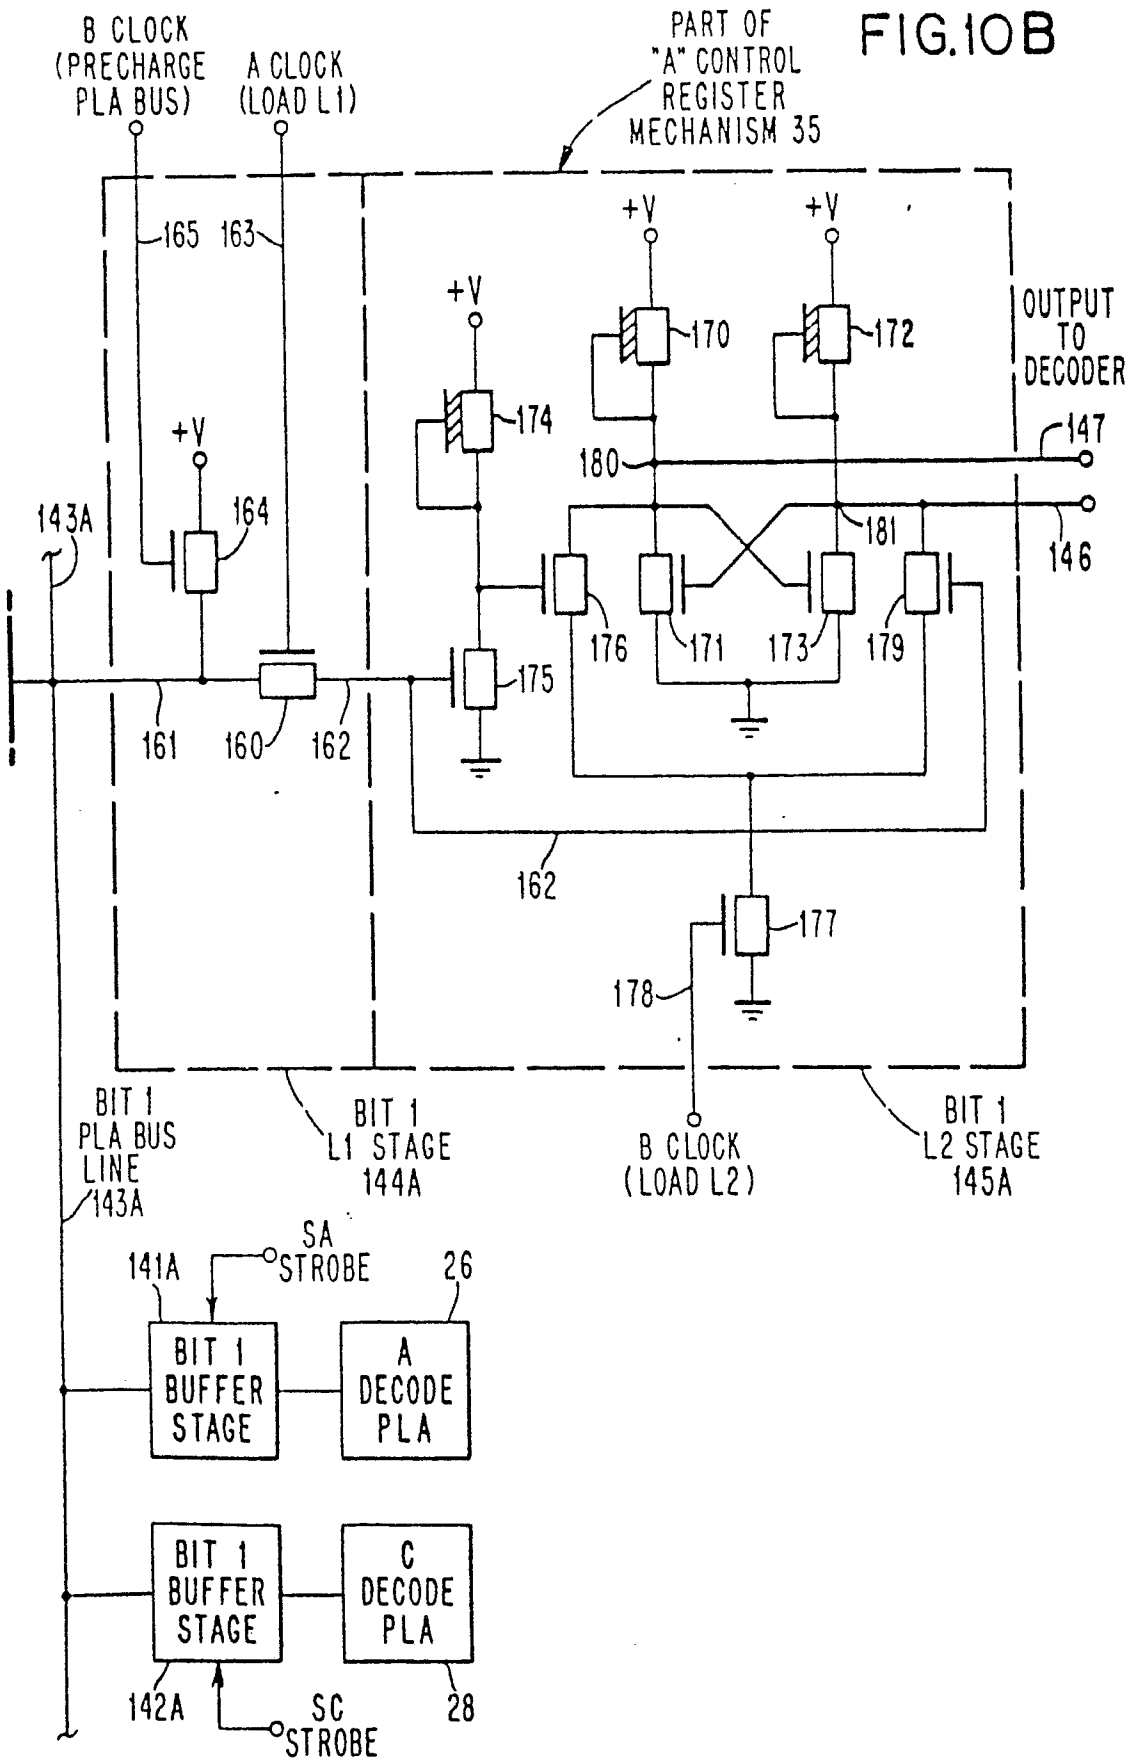 FIG.10B
B CLOCK
(PRECHARGE
PLA BUS)
A CLOCK
(LOAD L1)
PART OF
"A" CONTROL
REGISTER
MECHANISM 35
165
163
+V
+V
+V
170
172
OUTPUT
TO
DECODER
+V
174
147
180
143A
164
181
146
176
171
173
179
175
161
160
162
162
177
178
BIT 1
PLA BUS
LINE
143A
BIT 1
L1 STAGE
144A
B CLOCK
(LOAD L2)
BIT 1
L2 STAGE
145A
SA
STROBE
141A
26
BIT 1
BUFFER
STAGE
A
DECODE
PLA
BIT 1
BUFFER
STAGE
C
DECODE
PLA
142A
SC
STROBE
28